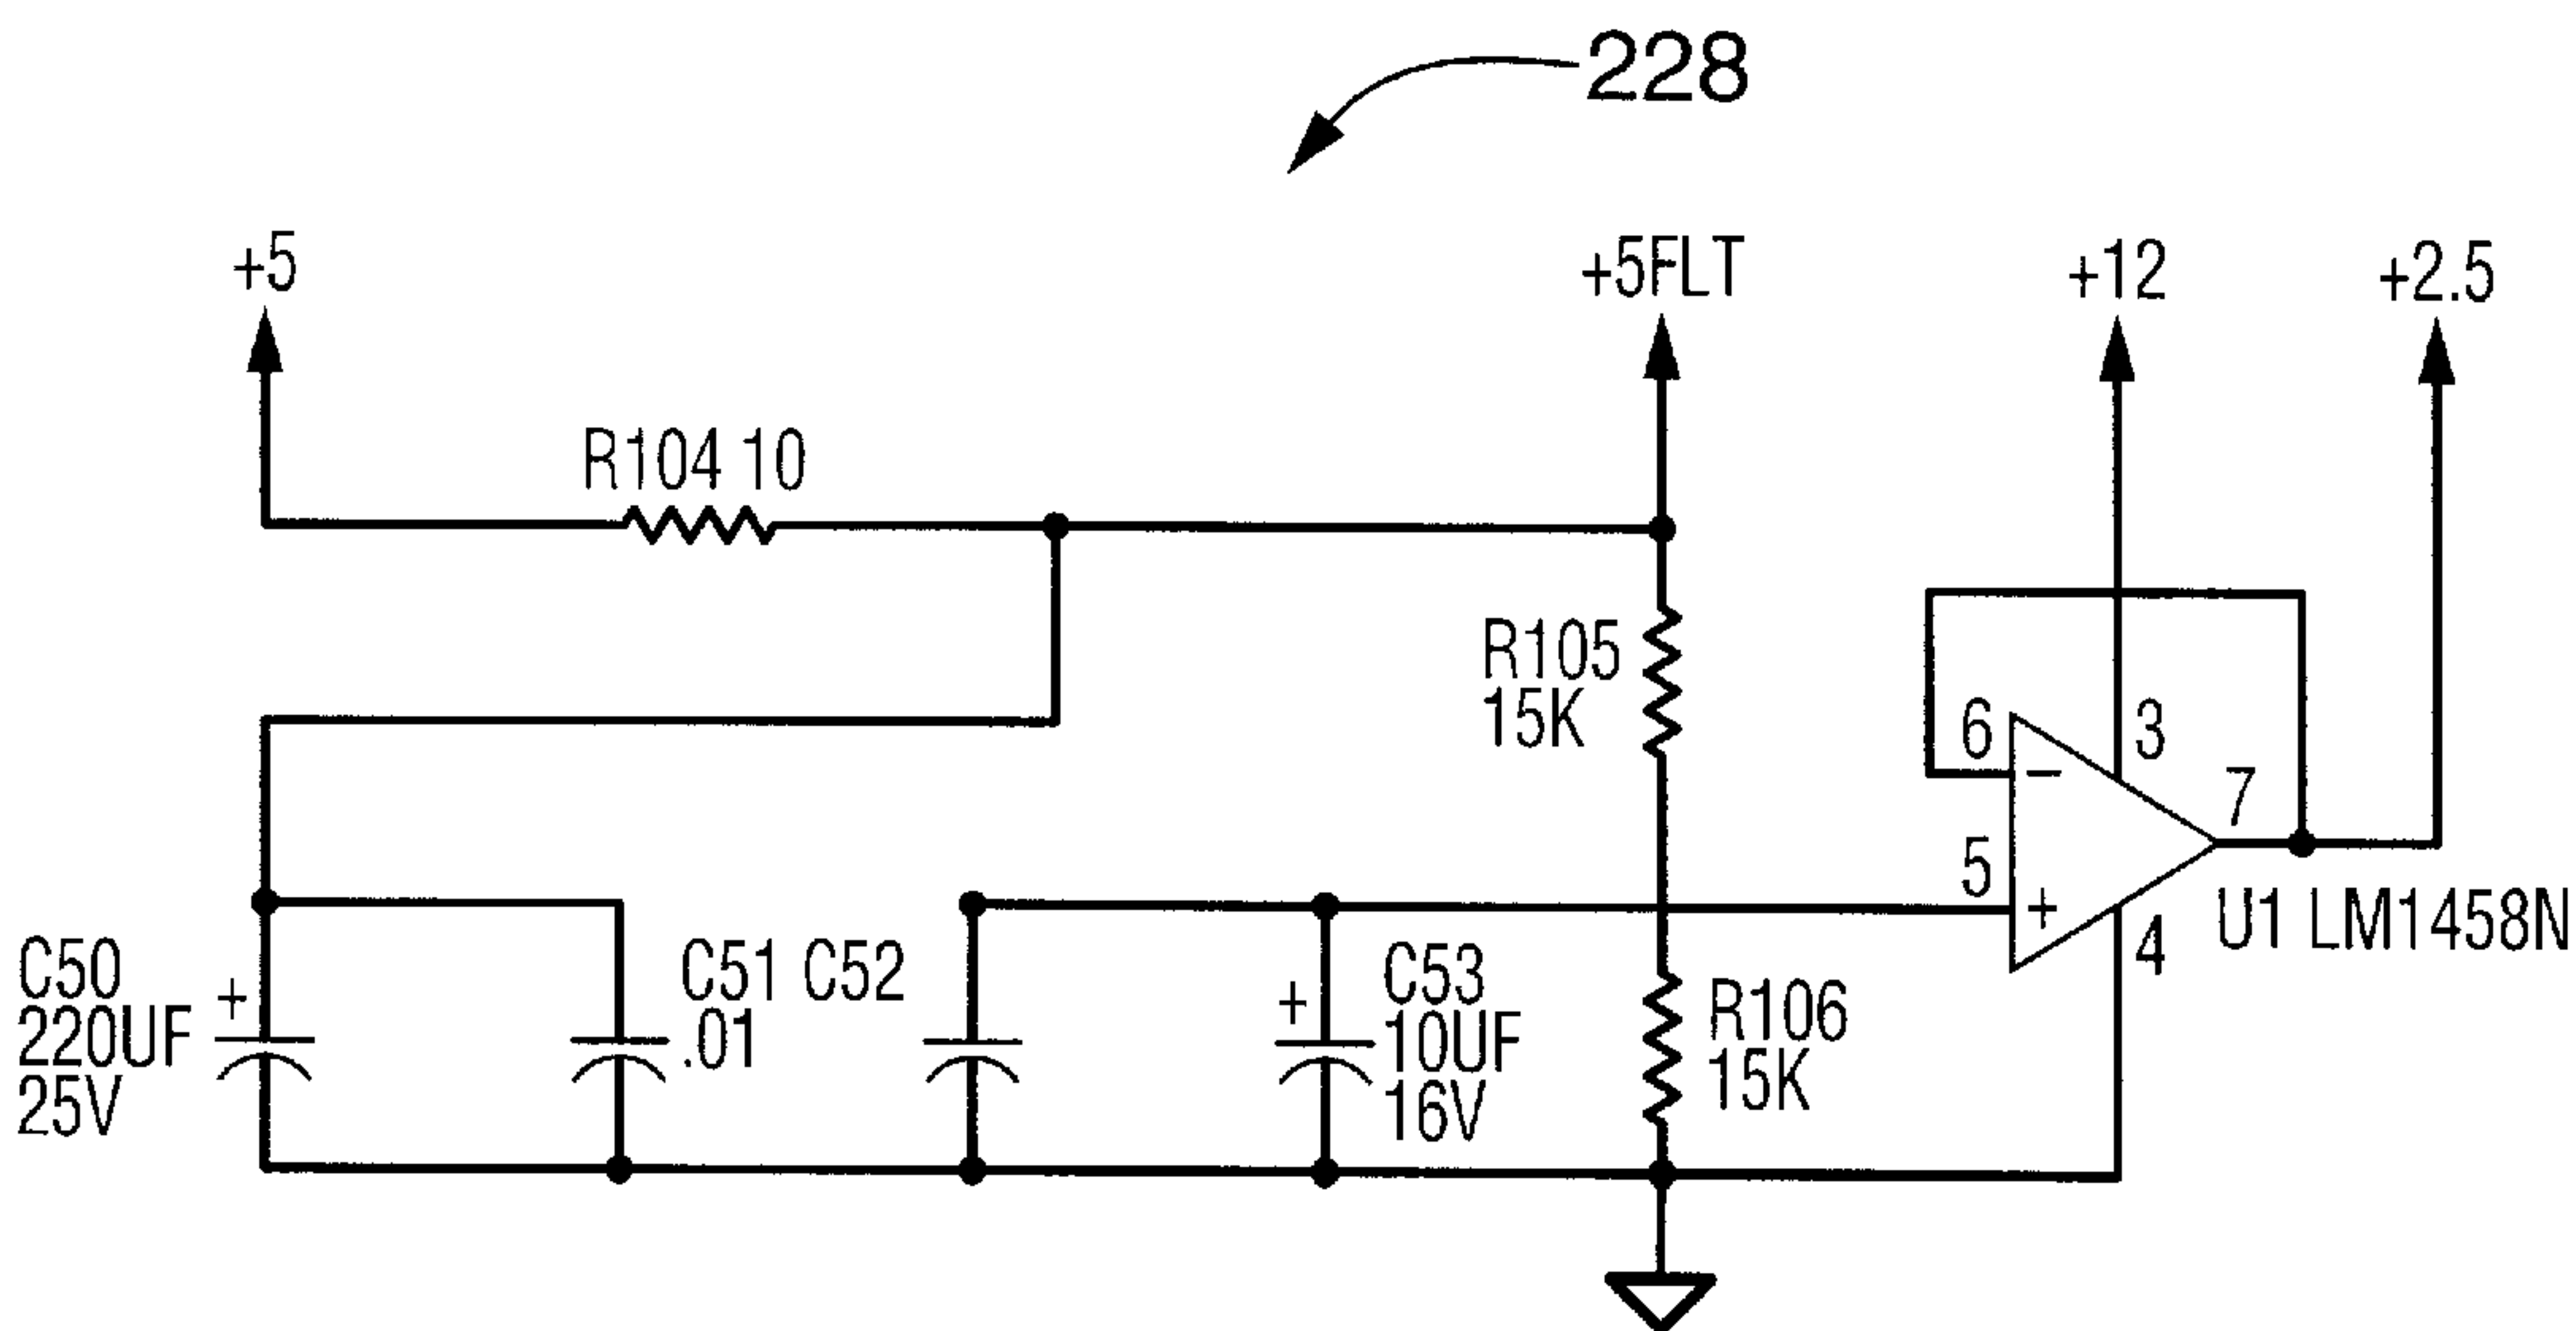 228
+5
+5FLT
+12
+2.5
R104 10
R105
15K
6
-
3
7
5
+
4
U1 LM1458N
C50
220UF
25V
+
C51
.01
C52
+
C53
10UF
16V
R106
15K